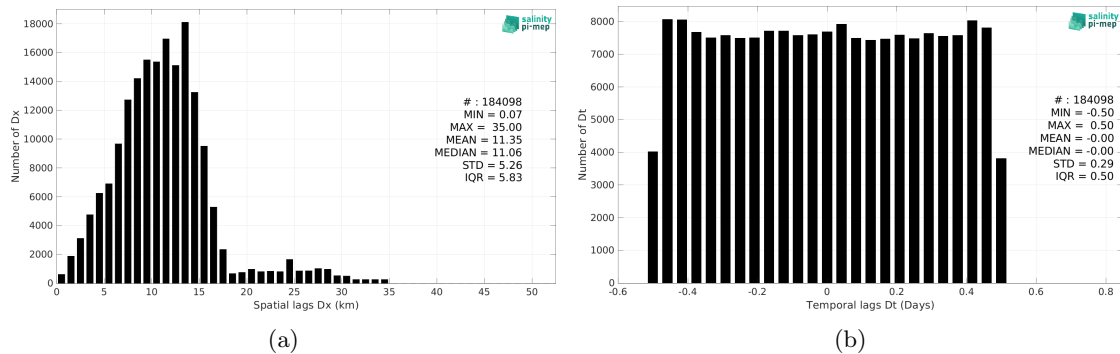 18000
16000
14000
12000
10000
8000
6000
4000
2000
0
Number of Dx
0 5 10 15 20 25 30 35 40 45 50
Spatial lags Dx (km)
salinity
pi-mep
# : 184098
MIN = 0.07
MAX = 35.00
MEAN = 11.35
MEDIAN = 11.06
STD = 5.26
IQR = 5.83
(a)
8000
7000
6000
5000
4000
3000
2000
1000
0
Number of Dt
-0.6 -0.4 -0.2 0 0.2 0.4 0.6 0.8
Temporal lags Dt (Days)
salinity
pi-mep
# : 184098
MIN = -0.50
MAX = 0.50
MEAN = -0.00
MEDIAN = -0.00
STD = 0.29
IQR = 0.50
(b)